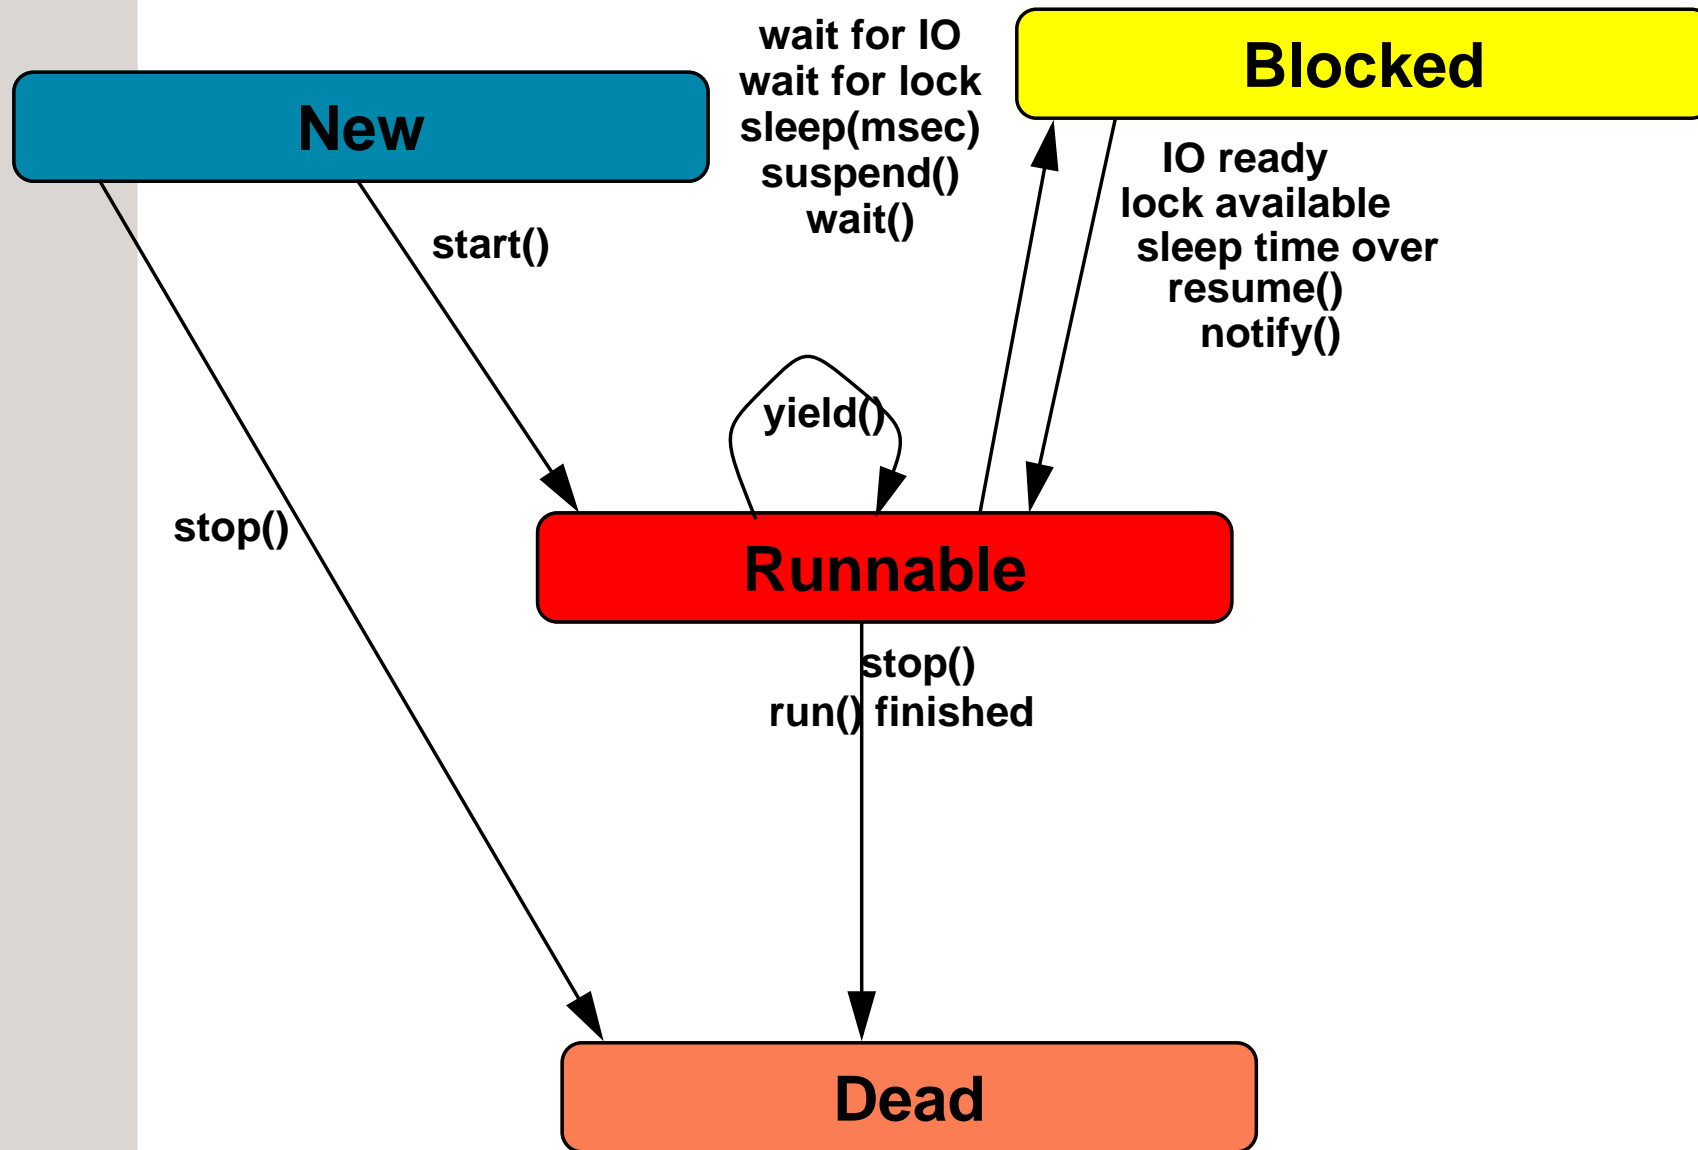 wait for IO
wait for lock
sleep(msec)
suspend()
wait()
Blocked
New
IO ready
lock available
sleep time over
resume()
notify()
start()
yield()
stop()
Runnable
stop()
run() finished
Dead